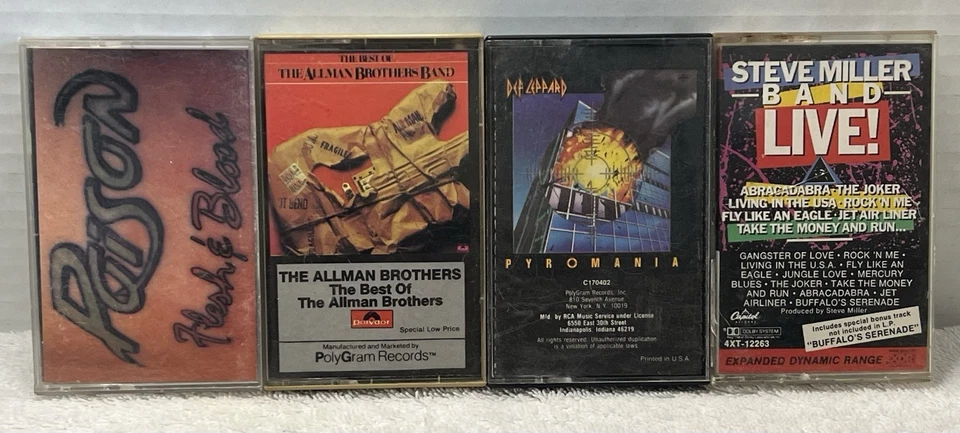 POISON
Flesh & Blood
THE BEST OF
THE ALLMAN BROTHERS BAND
FRAGILE
THE ALLMAN BROTHERS
The Best Of
The Allman Brothers
Polydor
Special Low Price
Manufactured and Marketed by
PolyGram Records™
DEF LEPPARD
PYROMANIA
C170402
PolyGram Records, Inc.
810 Seventh Avenue
New York, N.Y. 10019
Mfd. by RCA Music Service under License
6550 East 30th Street
Indianapolis, Indiana 46219
All rights reserved. Unauthorized duplication
is a violation of applicable laws.
Printed in U.S.A.
STEVE MILLER
BAND
LIVE!
ABRACADABRA·THE JOKER
LIVING IN THE USA·ROCK 'N ME
FLY LIKE AN EAGLE·JET AIR LINER
TAKE THE MONEY AND RUN...
GANGSTER OF LOVE · ROCK 'N ME ·
LIVING IN THE U.S.A. · FLY LIKE AN
EAGLE · JUNGLE LOVE · MERCURY
BLUES · THE JOKER · TAKE THE MONEY
AND RUN · ABRACADABRA · JET
AIRLINER · BUFFALO'S SERENADE
Produced by Steve Miller
Capitol
RECORDS
DOLBY SYSTEM
4XT-12263
Includes special bonus track
not included in L.P.
"BUFFALO'S SERENADE"
EXPANDED DYNAMIC RANGE
XDR